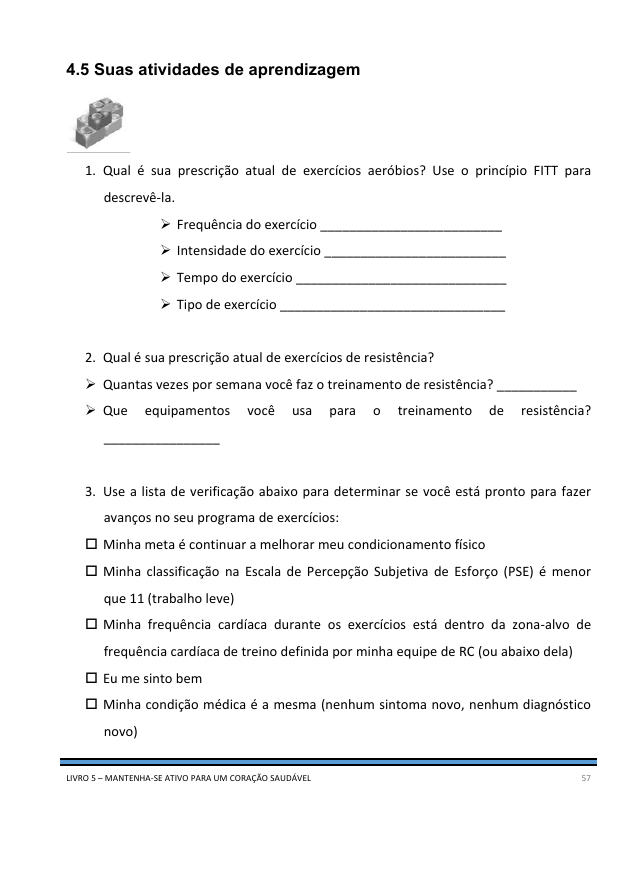 4.5 Suas atividades de aprendizagem
1. Qual é sua prescrição atual de exercícios aeróbios? Use o princípio FITT para
descrevê-la.
➢ Frequência do exercício _________________________
➢ Intensidade do exercício _________________________
➢ Tempo do exercício _____________________________
➢ Tipo de exercício _______________________________
2. Qual é sua prescrição atual de exercícios de resistência?
➢ Quantas vezes por semana você faz o treinamento de resistência? ___________
➢ Que equipamentos você usa para o treinamento de resistência?
________________
3. Use a lista de verificação abaixo para determinar se você está pronto para fazer
avanços no seu programa de exercícios:
☐ Minha meta é continuar a melhorar meu condicionamento físico
☐ Minha classificação na Escala de Percepção Subjetiva de Esforço (PSE) é menor
que 11 (trabalho leve)
☐ Minha frequência cardíaca durante os exercícios está dentro da zona-alvo de
frequência cardíaca de treino definida por minha equipe de RC (ou abaixo dela)
☐ Eu me sinto bem
☐ Minha condição médica é a mesma (nenhum sintoma novo, nenhum diagnóstico
novo)
LIVRO 5 – MANTENHA-SE ATIVO PARA UM CORAÇÃO SAUDÁVEL 57